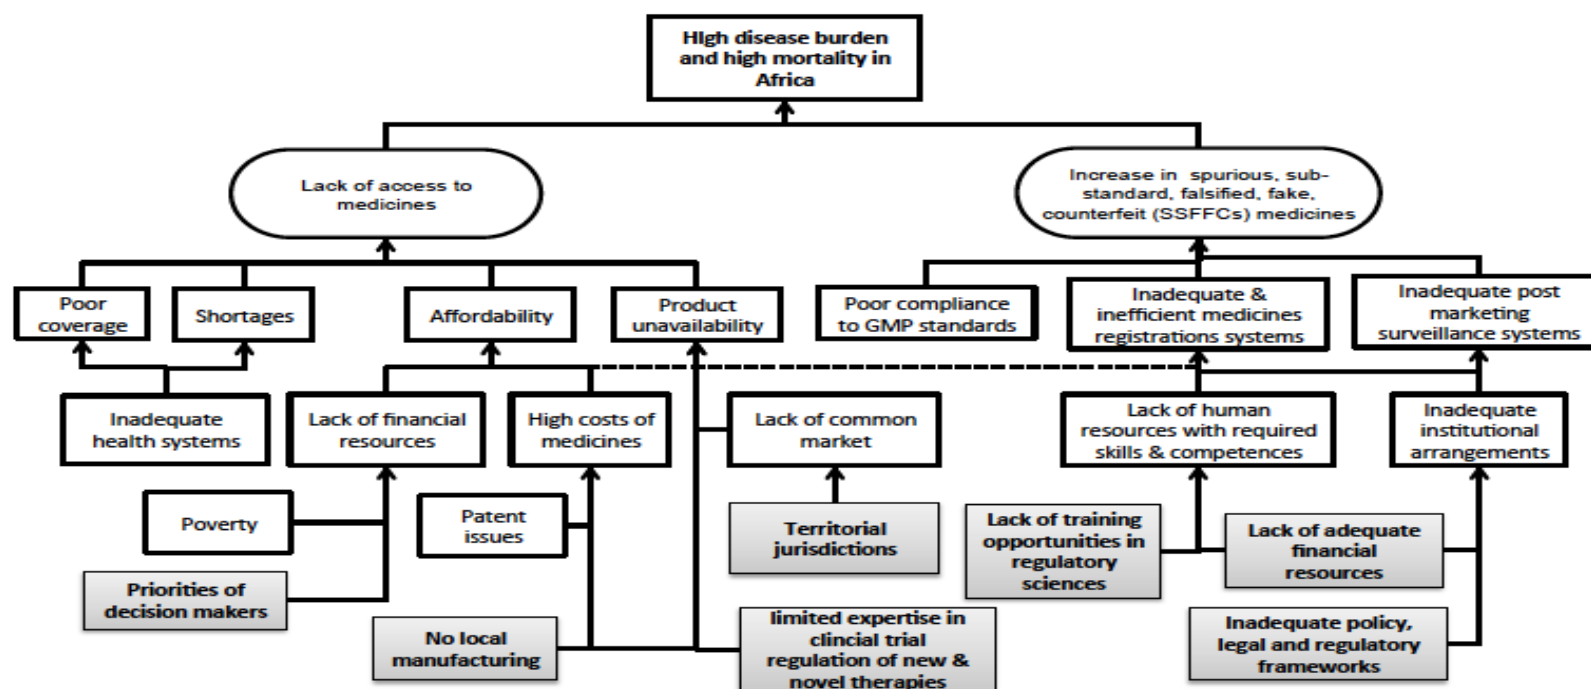 HIgh disease burden
and high mortality in
Africa
Lack of access to
medicines
Increase in spurious, sub-
standard, falsified, fake,
counterfeit (SSFFCs) medicines
Poor
coverage
Shortages
Affordability
Product
unavailability
Poor compliance
to GMP standards
Inadequate &
inefficient medicines
registrations systems
Inadequate post
marketing
surveillance systems
Inadequate
health systems
Lack of financial
resources
High costs of
medicines
Lack of common
market
Lack of human
resources with required
skills & competences
Inadequate
institutional
arrangements
Poverty
Patent
issues
Territorial
jurisdictions
Lack of training
opportunities in
regulatory
sciences
Lack of adequate
financial
resources
Priorities of
decision makers
No local
manufacturing
limited expertise in
clincial trial
regulation of new &
novel therapies
Inadequate policy,
legal and regulatory
frameworks